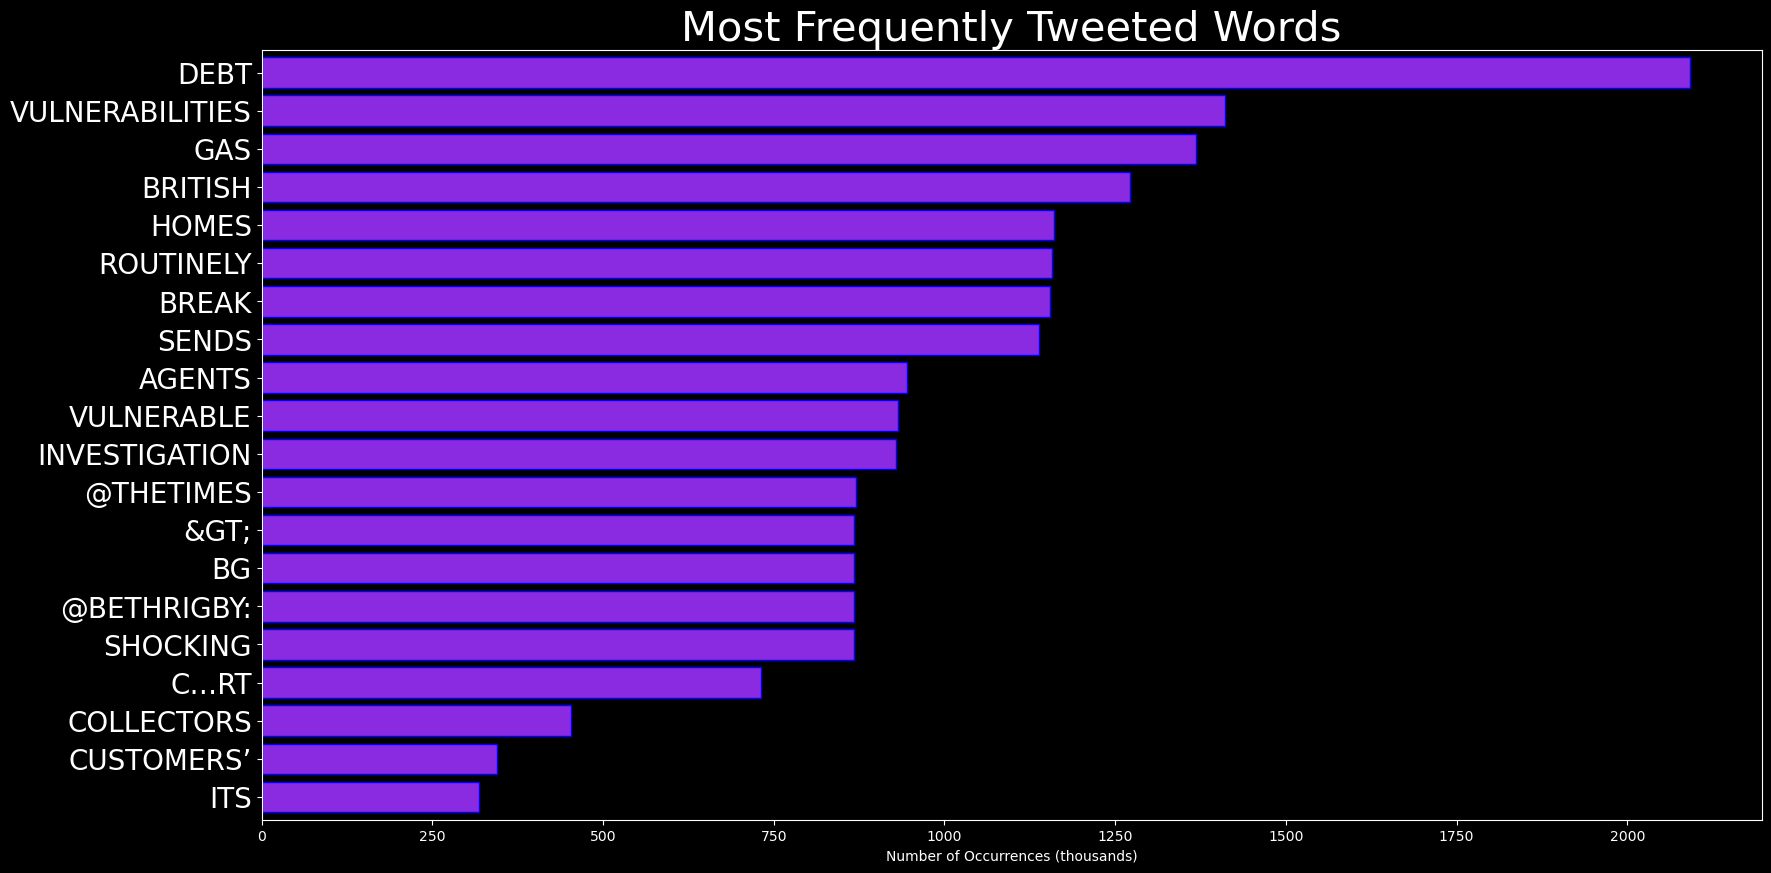 Most Frequently Tweeted Words
DEBT
VULNERABILITIES
GAS
BRITISH
HOMES
ROUTINELY
BREAK
SENDS
AGENTS
VULNERABLE
INVESTIGATION
@THETIMES
&GT;
BG
@BETHRIGBY:
SHOCKING
C…RT
COLLECTORS
CUSTOMERS’
ITS
0 250 500 750 1000 1250 1500 1750 2000
Number of Occurrences (thousands)